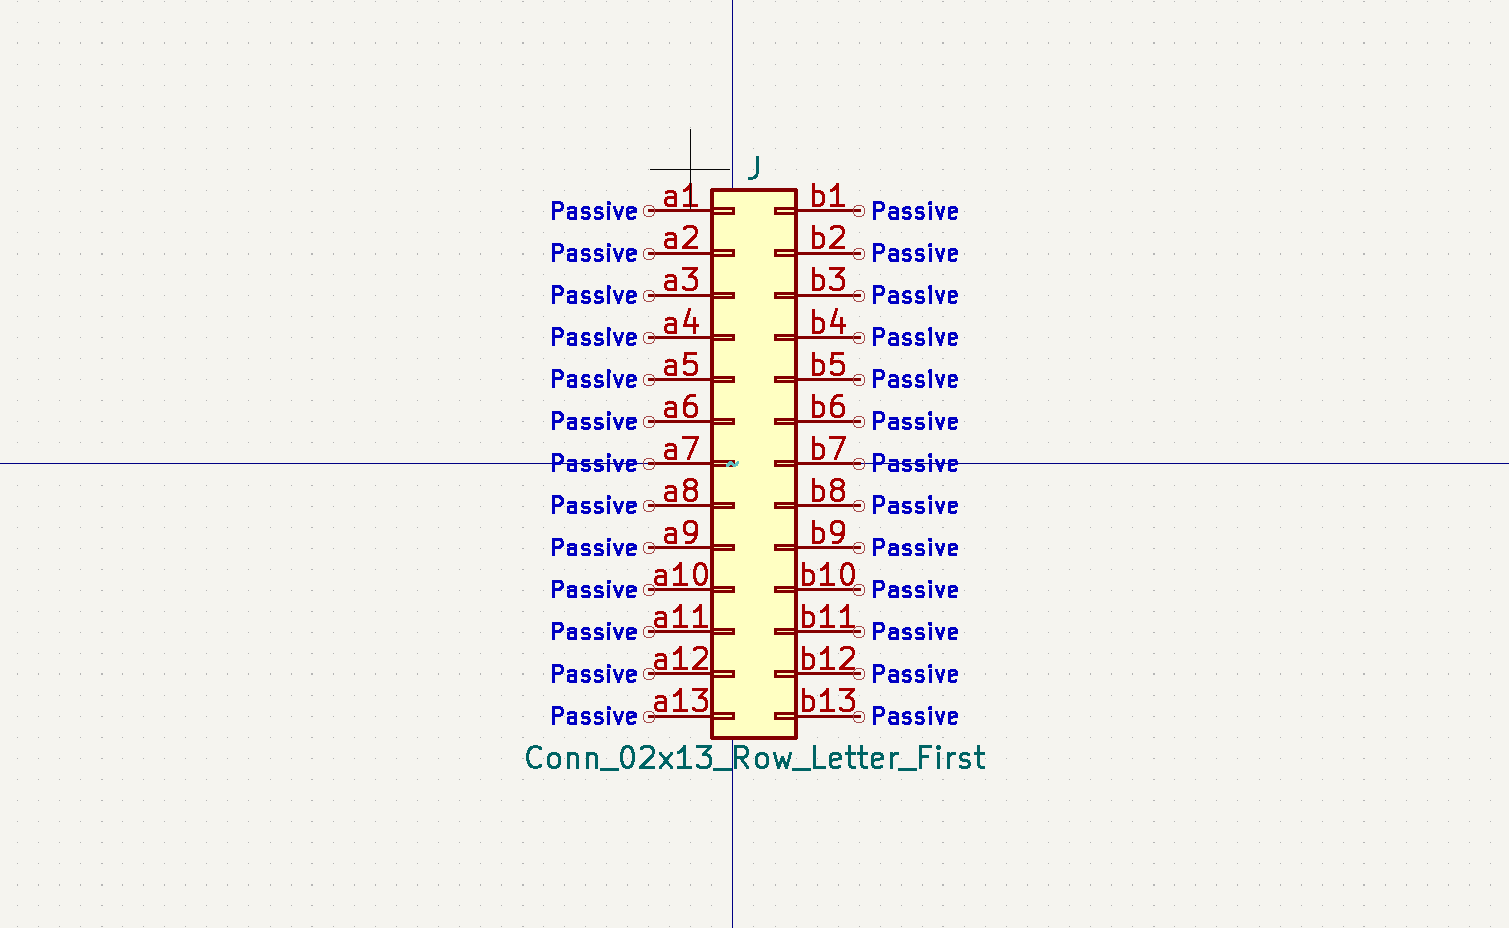 J
Passive a1 b1 Passive
Passive a2 b2 Passive
Passive a3 b3 Passive
Passive a4 b4 Passive
Passive a5 b5 Passive
Passive a6 b6 Passive
Passive a7 ~ b7 Passive
Passive a8 b8 Passive
Passive a9 b9 Passive
Passive a10 b10 Passive
Passive a11 b11 Passive
Passive a12 b12 Passive
Passive a13 b13 Passive
Conn_02x13_Row_Letter_First